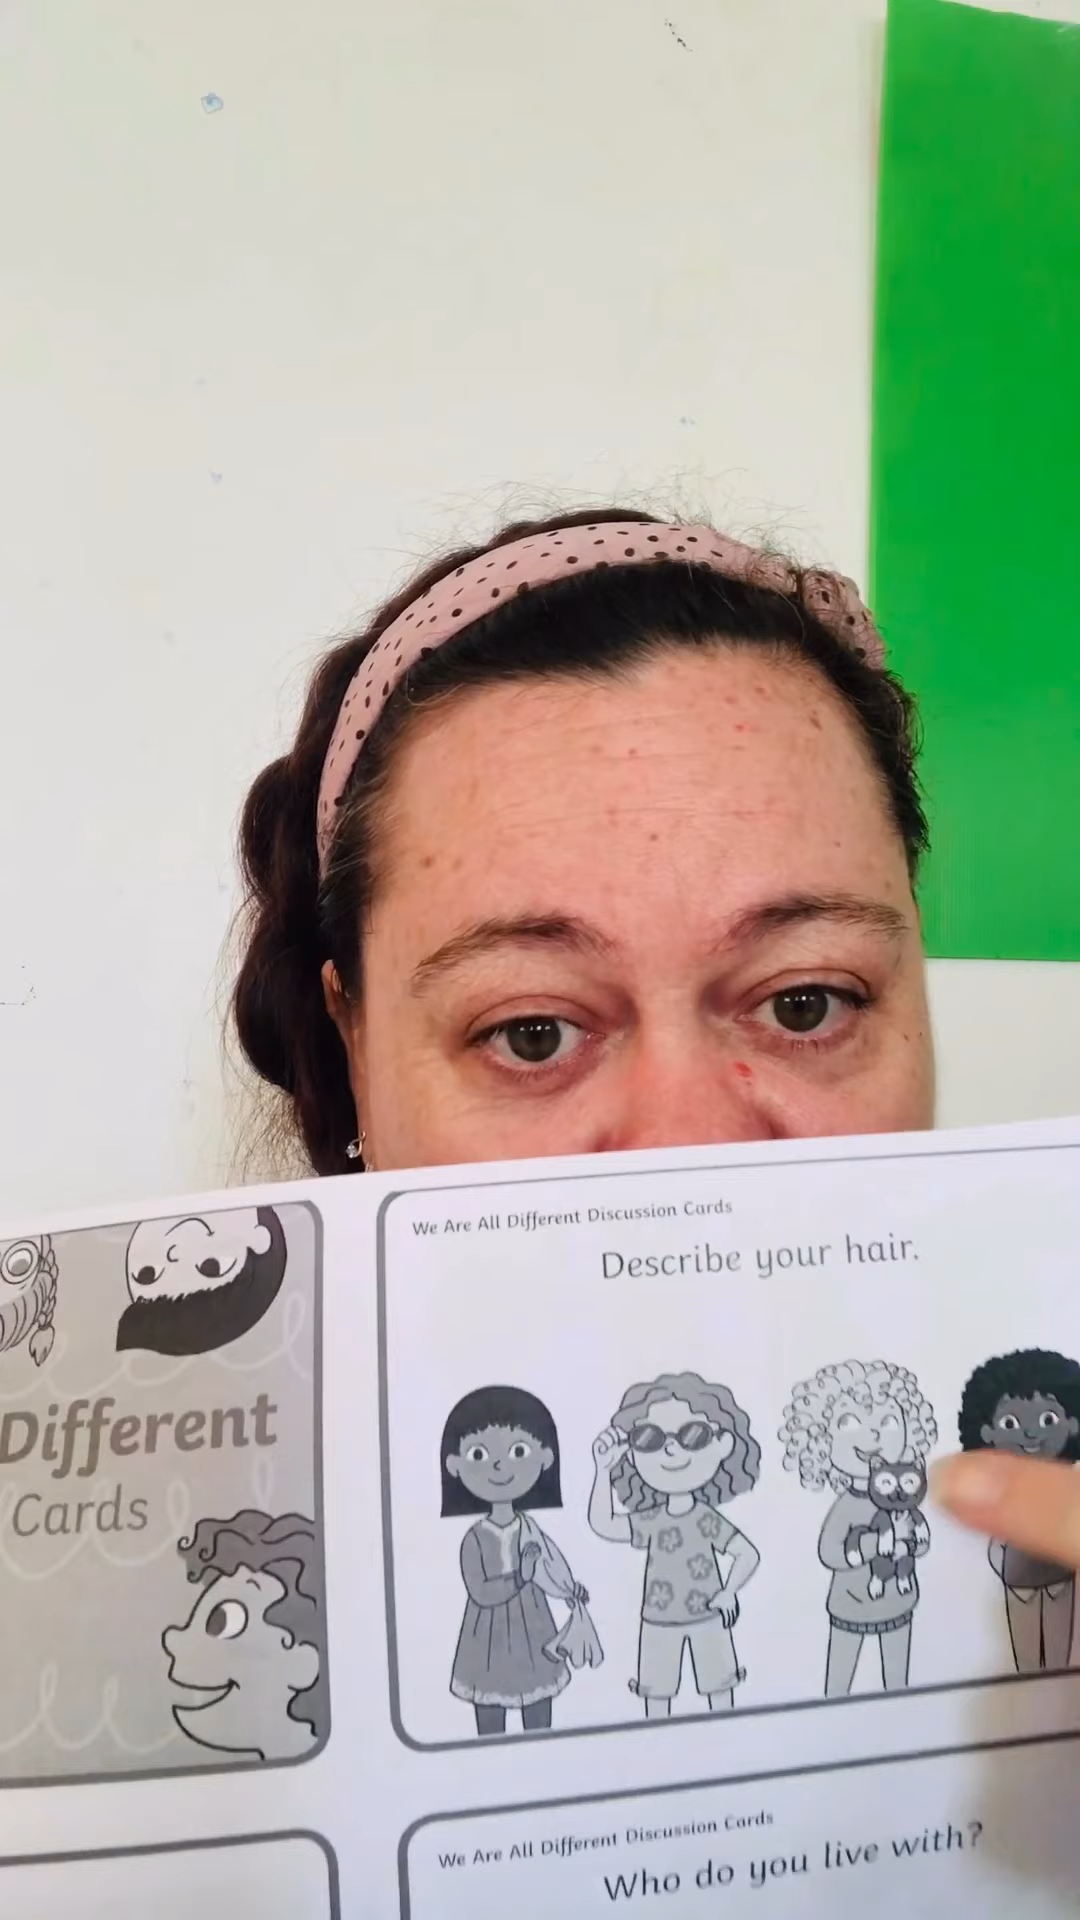 Different
Cards
We Are All Different Discussion Cards
Describe your hair.
We Are All Different Discussion Cards
Who do you live with?